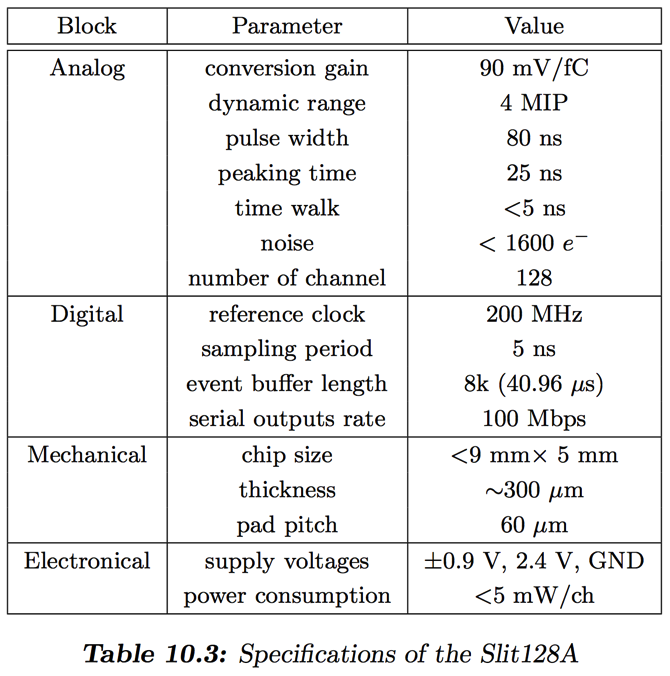 Block Parameter Value
Analog conversion gain 90 mV/fC
dynamic range 4 MIP
pulse width 80 ns
peaking time 25 ns
time walk <5 ns
noise < 1600 e⁻
number of channel 128
Digital reference clock 200 MHz
sampling period 5 ns
event buffer length 8k (40.96 μs)
serial outputs rate 100 Mbps
Mechanical chip size <9 mm× 5 mm
thickness ∼300 μm
pad pitch 60 μm
Electronical supply voltages ±0.9 V, 2.4 V, GND
power consumption <5 mW/ch
Table 10.3: Specifications of the Slit128A